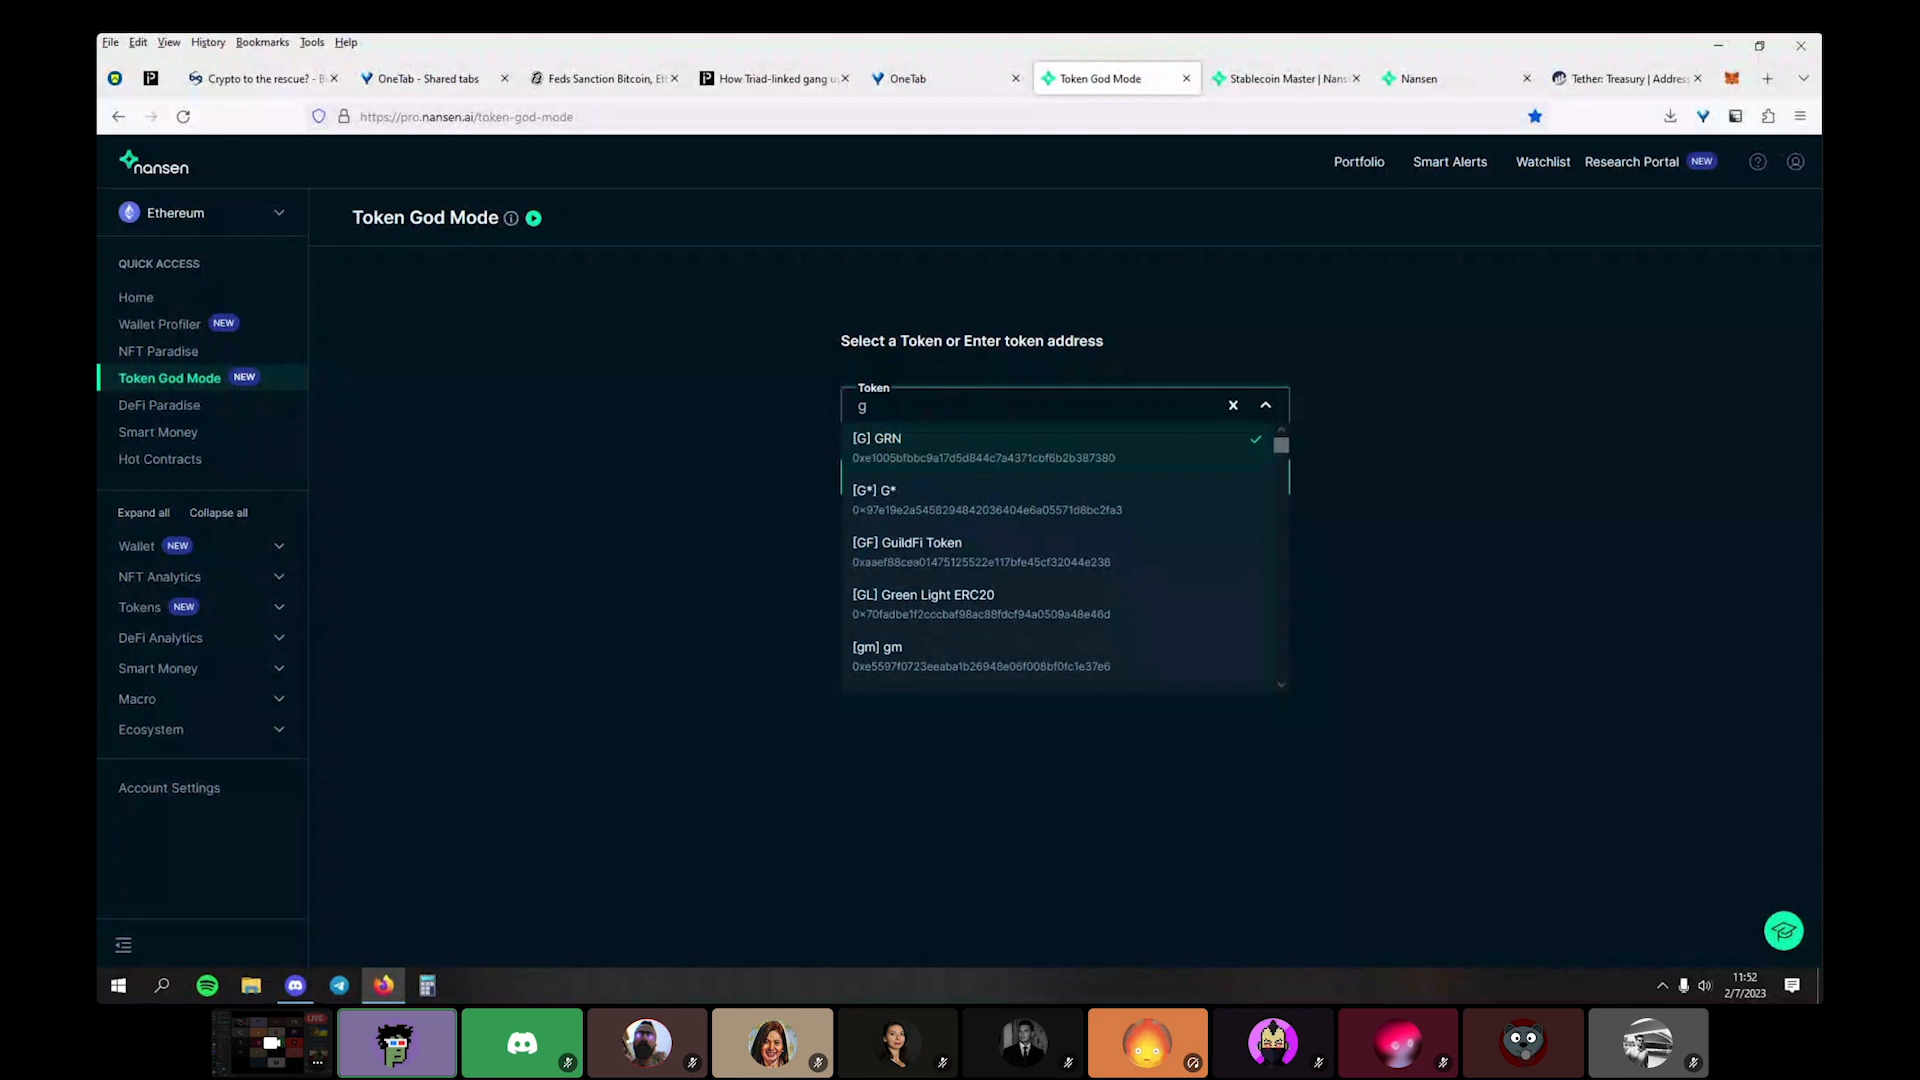 File Edit View History Bookmarks Tools Help
Crypto to the rescue? - B
OneTab - Shared tabs
Feds Sanction Bitcoin, Et
How Triad-linked gang u
OneTab
Token God Mode
Stablecoin Master | Nans
Nansen
Tether: Treasury | Addres
https://pro.nansen.ai/token-god-mode
nansen
Portfolio Smart Alerts Watchlist Research Portal NEW
Ethereum
Token God Mode
QUICK ACCESS
Home
Wallet Profiler NEW
NFT Paradise
Token God Mode NEW
DeFi Paradise
Smart Money
Hot Contracts
Expand all Collapse all
Wallet NEW
NFT Analytics
Tokens NEW
DeFi Analytics
Smart Money
Macro
Ecosystem
Account Settings
Select a Token or Enter token address
Token
g
[G] GRN
0xe1005bfbbc9a17d5d844c7a4371cbf6b2b387380
[G*] G*
0x97e19e2a5458294842036404e6a05571d8bc2fa3
[GF] GuildFi Token
0xaaef88cea01475125522e117bfe45cf32044e238
[GL] Green Light ERC20
0x70fadbe1f2cccbaf98ac88fdcf94a0509a48e46d
[gm] gm
0xe5597f0723eeaba1b26948e06f008bf0fc1e37e6
11:52
2/7/2023
LIVE